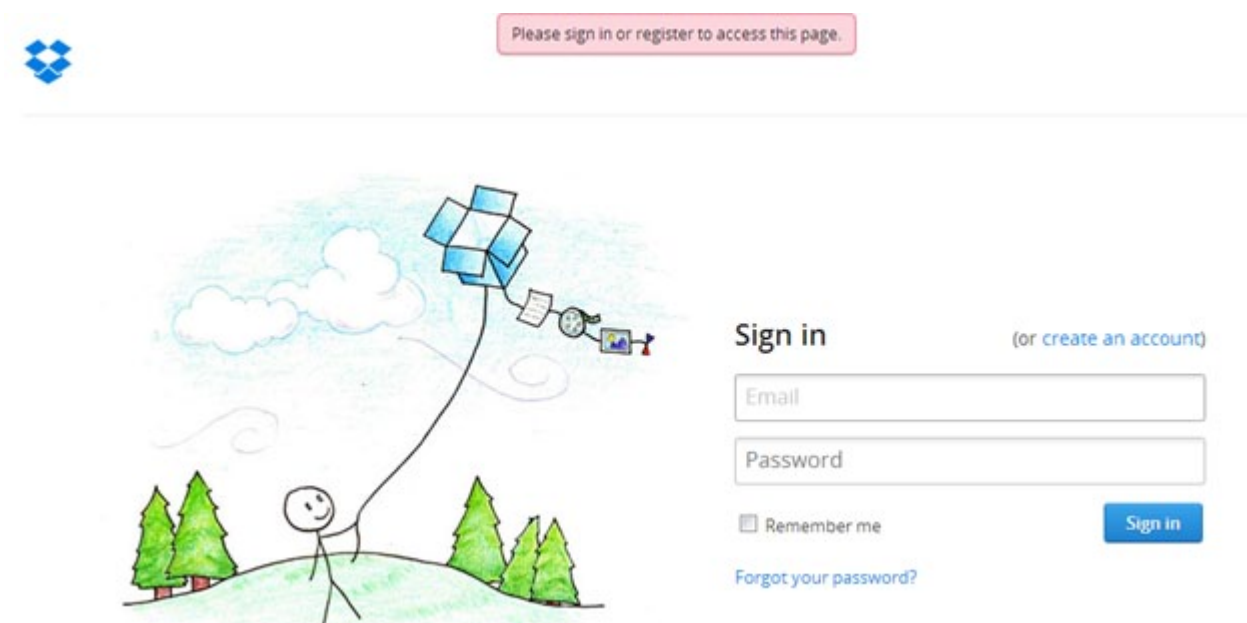 Please sign in or register to access this page.
Sign in (or create an account)
Email
Password
Remember me Sign in
Forgot your password?